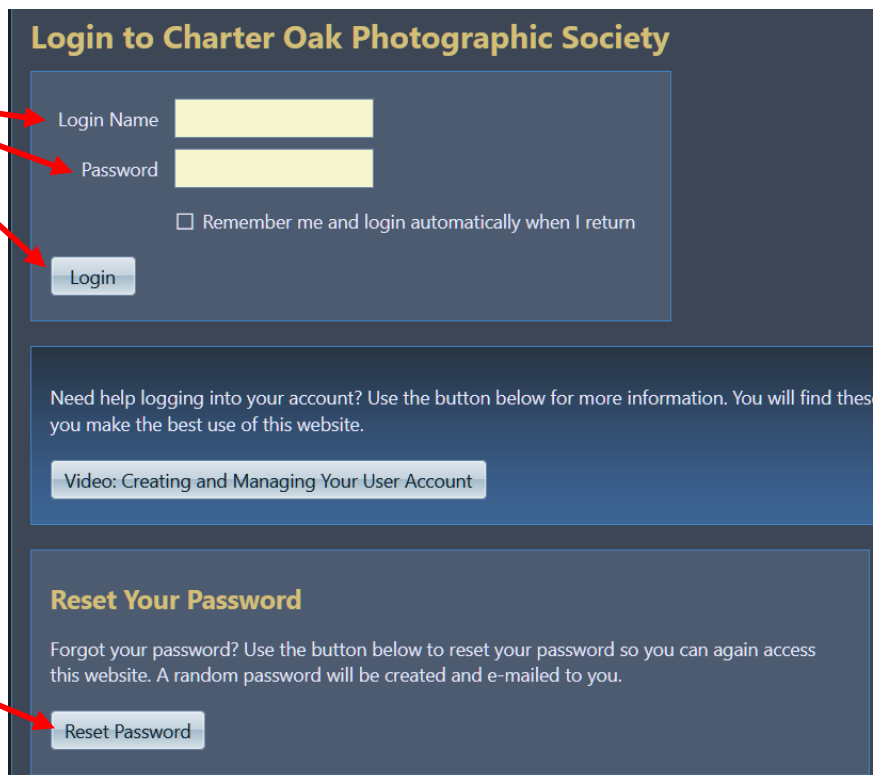 Login to Charter Oak Photographic Society
Login Name
Password
Remember me and login automatically when I return
Login
Need help logging into your account? Use the button below for more information. You will find these
you make the best use of this website.
Video: Creating and Managing Your User Account
Reset Your Password
Forgot your password? Use the button below to reset your password so you can again access
this website. A random password will be created and e-mailed to you.
Reset Password